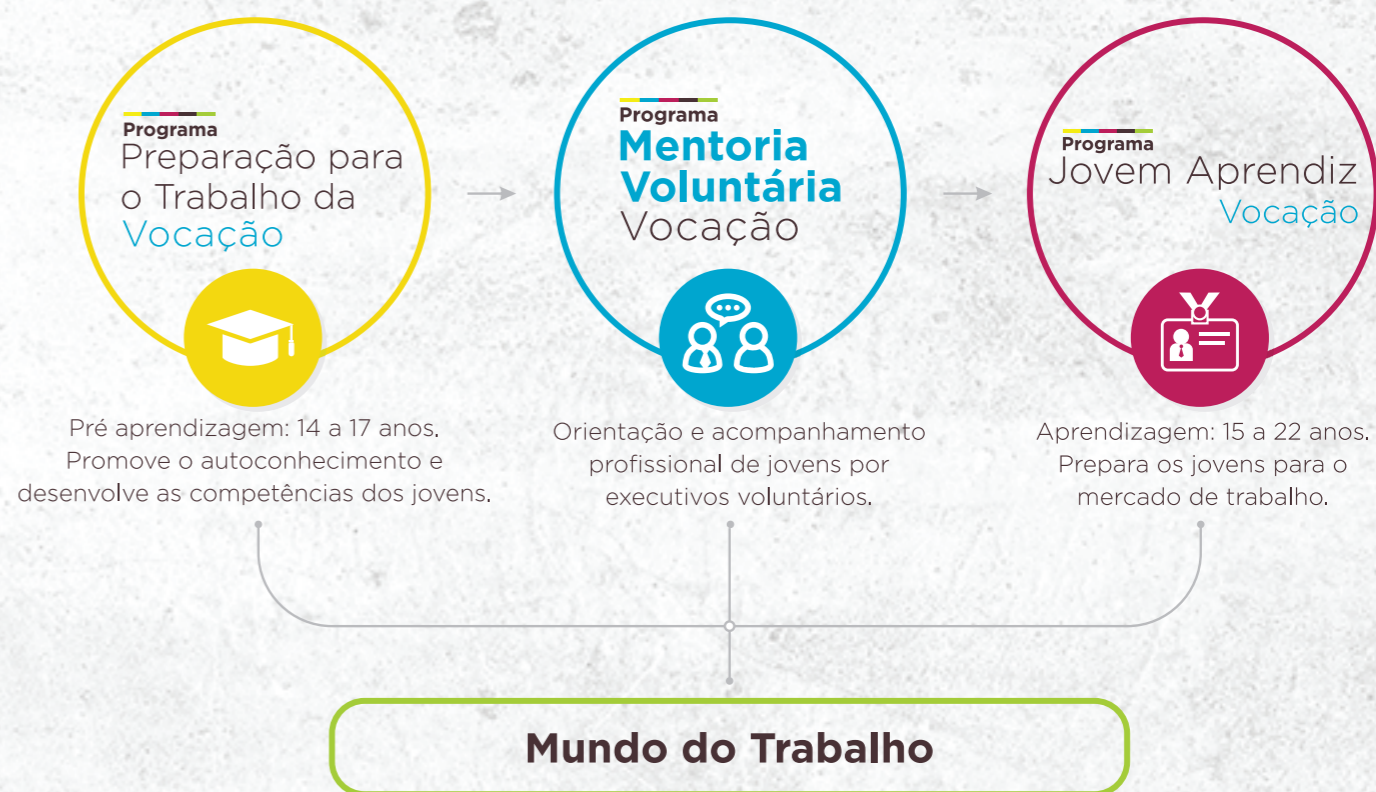 Programa
Preparação para
o Trabalho da
Vocação
Pré aprendizagem: 14 a 17 anos.
Promove o autoconhecimento e
desenvolve as competências dos jovens.
Programa
Mentoria
Voluntária
Vocação
Orientação e acompanhamento
profissional de jovens por
executivos voluntários.
Programa
Jovem Aprendiz
Vocação
Aprendizagem: 15 a 22 anos.
Prepara os jovens para o
mercado de trabalho.
Mundo do Trabalho